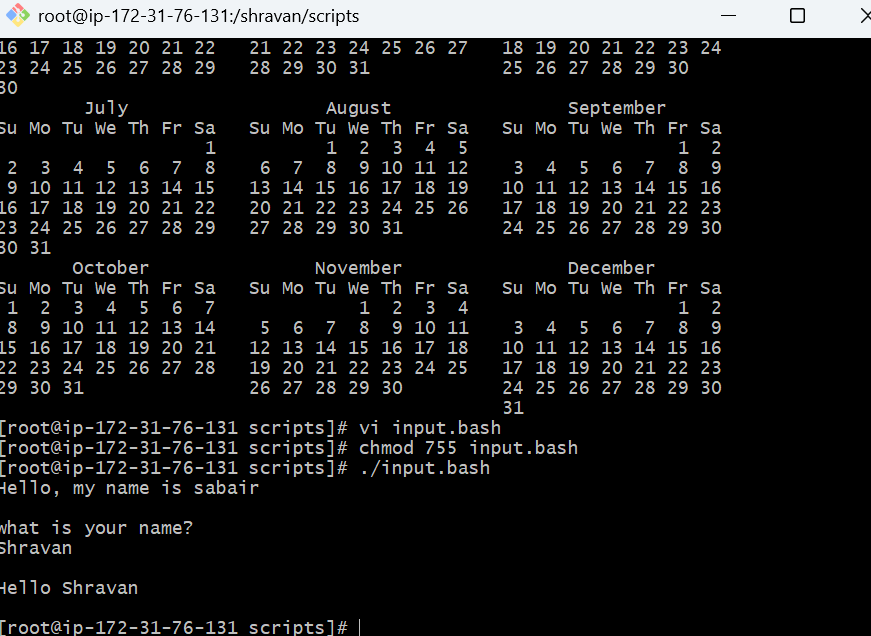 root@ip-172-31-76-131:/shravan/scripts
16 17 18 19 20 21 22   21 22 23 24 25 26 27   18 19 20 21 22 23 24
23 24 25 26 27 28 29   28 29 30 31            25 26 27 28 29 30
30
        July                  August                September
Su Mo Tu We Th Fr Sa   Su Mo Tu We Th Fr Sa   Su Mo Tu We Th Fr Sa
                   1          1  2  3  4  5                   1  2
 2  3  4  5  6  7  8    6  7  8  9 10 11 12    3  4  5  6  7  8  9
 9 10 11 12 13 14 15   13 14 15 16 17 18 19   10 11 12 13 14 15 16
16 17 18 19 20 21 22   20 21 22 23 24 25 26   17 18 19 20 21 22 23
23 24 25 26 27 28 29   27 28 29 30 31         24 25 26 27 28 29 30
30 31
       October               November               December
Su Mo Tu We Th Fr Sa   Su Mo Tu We Th Fr Sa   Su Mo Tu We Th Fr Sa
 1  2  3  4  5  6  7             1  2  3  4                   1  2
 8  9 10 11 12 13 14    5  6  7  8  9 10 11    3  4  5  6  7  8  9
15 16 17 18 19 20 21   12 13 14 15 16 17 18   10 11 12 13 14 15 16
22 23 24 25 26 27 28   19 20 21 22 23 24 25   17 18 19 20 21 22 23
29 30 31               26 27 28 29 30         24 25 26 27 28 29 30
                                              31
[root@ip-172-31-76-131 scripts]# vi input.bash
[root@ip-172-31-76-131 scripts]# chmod 755 input.bash
[root@ip-172-31-76-131 scripts]# ./input.bash
Hello, my name is sabair
what is your name?
Shravan
Hello Shravan
[root@ip-172-31-76-131 scripts]#